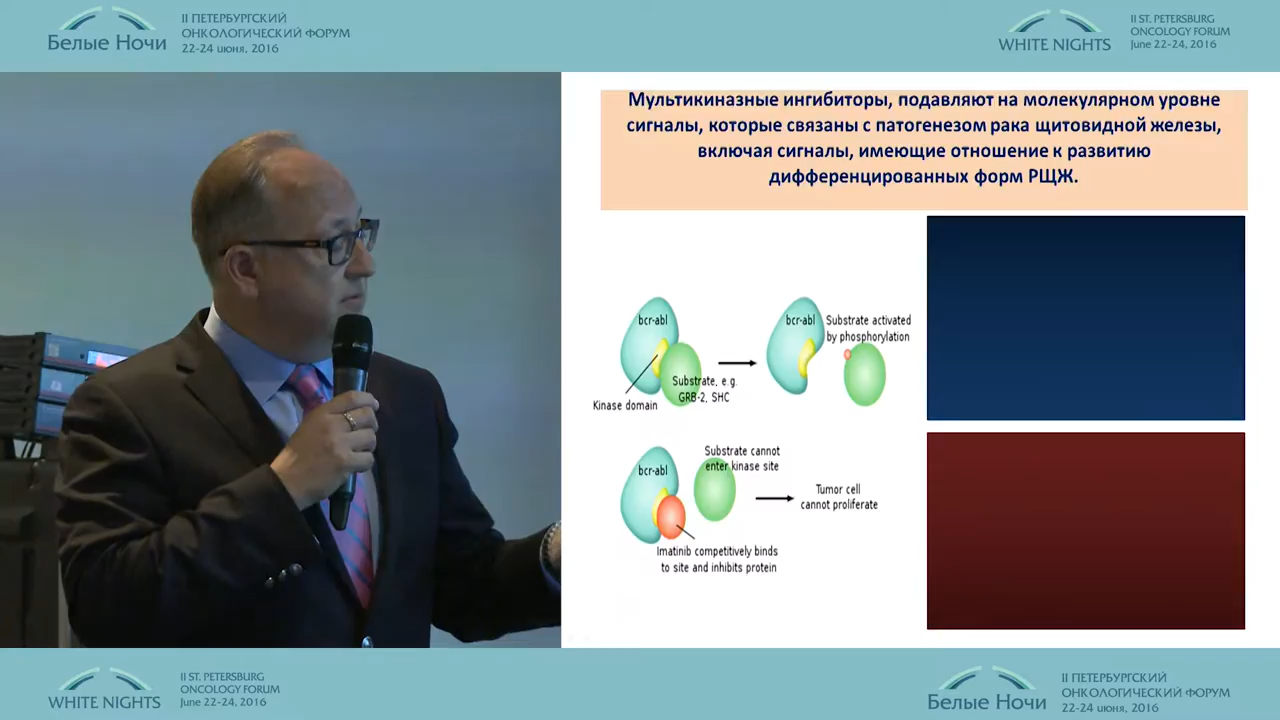 II ПЕТЕРБУРГСКИЙ
ОНКОЛОГИЧЕСКИЙ ФОРУМ
Белые Ночи
22-24 июня, 2016
II ST. PETERSBURG
ONCOLOGY FORUM
WHITE NIGHTS
June 22-24, 2016
Мультикиназные ингибиторы, подавляют на молекулярном уровне
сигналы, которые связаны с патогенезом рака щитовидной железы,
включая сигналы, имеющие отношение к развитию
дифференцированных форм РЩЖ.
bcr-abl
Substrate, e.g.
GRB-2, SHC
Kinase domain
bcr-abl
Substrate activated
by phosphorylation
bcr-abl
Substrate cannot
enter kinase site
Tumor cell
cannot proliferate
Imatinib competitively binds
to site and inhibits protein
II ST. PETERSBURG
ONCOLOGY FORUM
WHITE NIGHTS
June 22-24, 2016
II ПЕТЕРБУРГСКИЙ
ОНКОЛОГИЧЕСКИЙ ФОРУМ
Белые Ночи
22-24 июня, 2016